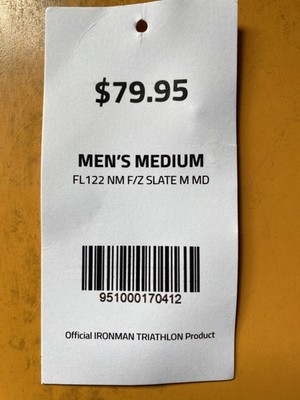 $79.95
MEN'S MEDIUM
FL122 NM F/Z SLATE M MD
951000170412
Official IRONMAN TRIATHLON Product